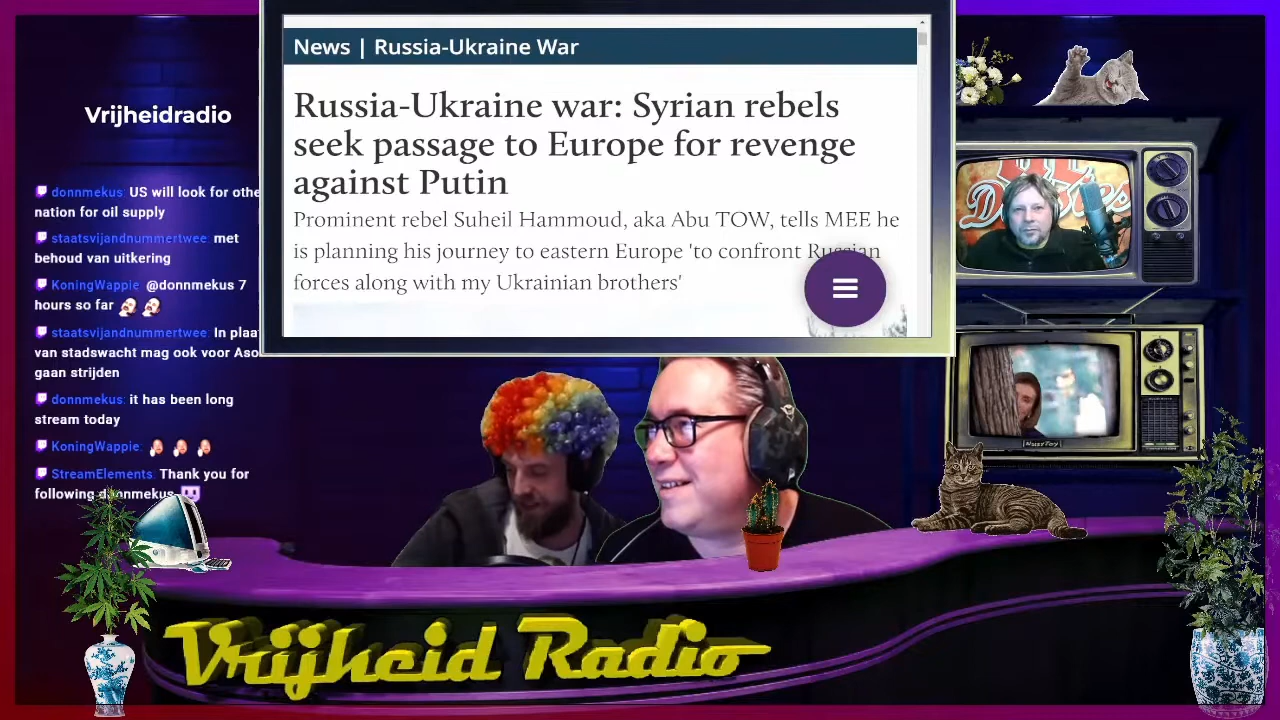 News | Russia-Ukraine War
Russia-Ukraine war: Syrian rebels
seek passage to Europe for revenge
against Putin
Prominent rebel Suheil Hammoud, aka Abu TOW, tells MEE he
is planning his journey to eastern Europe 'to confront Russian
forces along with my Ukrainian brothers'
Vrijheidradio
donnmekus: US will look for othe
nation for oil supply
staatsvijandnummertwee: met
behoud van uitkering
KoningWappie: @donnmekus 7
hours so far
staatsvijandnummertwee: In plaa
van stadswacht mag ook voor Aso
gaan strijden
donnmekus: it has been long
stream today
KoningWappie:
StreamElements: Thank you for
following donnmekus
Vrijheid Radio